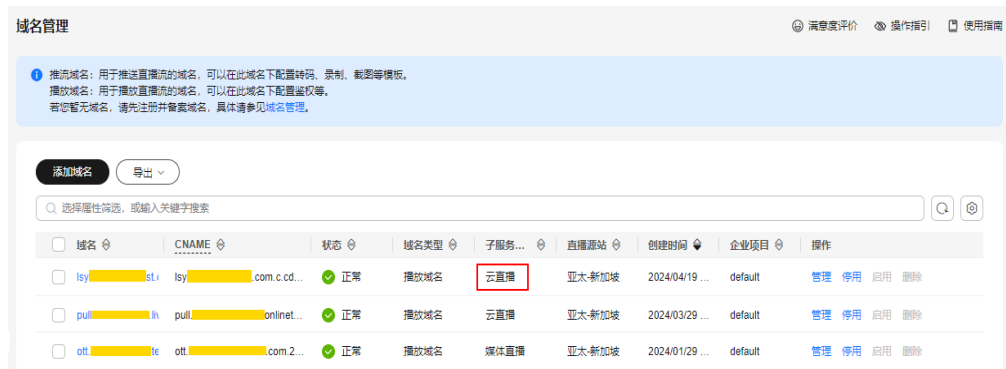 域名管理 满意度评价 操作指引 使用指南
推流域名：用于推送直播流的域名，可以在此域名下配置转码、录制、截图等模板。
播放域名：用于播放直播流的域名，可以在此域名下配置鉴权等。
若您暂无域名，请先注册并备案域名，具体请参见域名管理。
添加域名 导出
选择属性筛选，或输入关键字搜索
域名 CNAME 状态 域名类型 子服务... 直播源站 创建时间 企业项目 操作
lsy st. lsy .com.c.cd... 正常 播放域名 云直播 亚太-新加坡 2024/04/19 ... default 管理 停用 启用 删除
pull .liv pull. onlinet... 正常 播放域名 云直播 亚太-新加坡 2024/03/29 ... default 管理 停用 启用 删除
ott. te ott. .com.2... 正常 播放域名 媒体直播 亚太-新加坡 2024/01/29 ... default 管理 停用 启用 删除